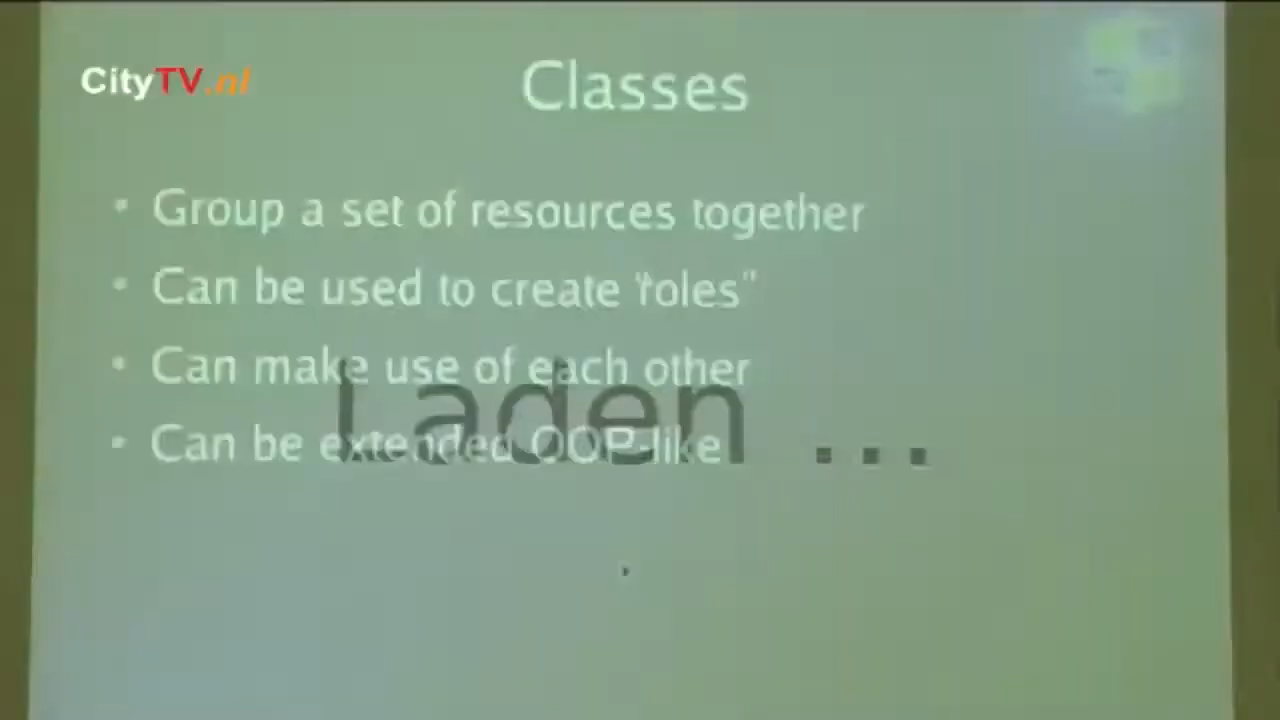 CityTV.nl
Classes
• Group a set of resources together
• Can be used to create "roles"
• Can make use of each other
• Can be extended OOP-like
Laden ...